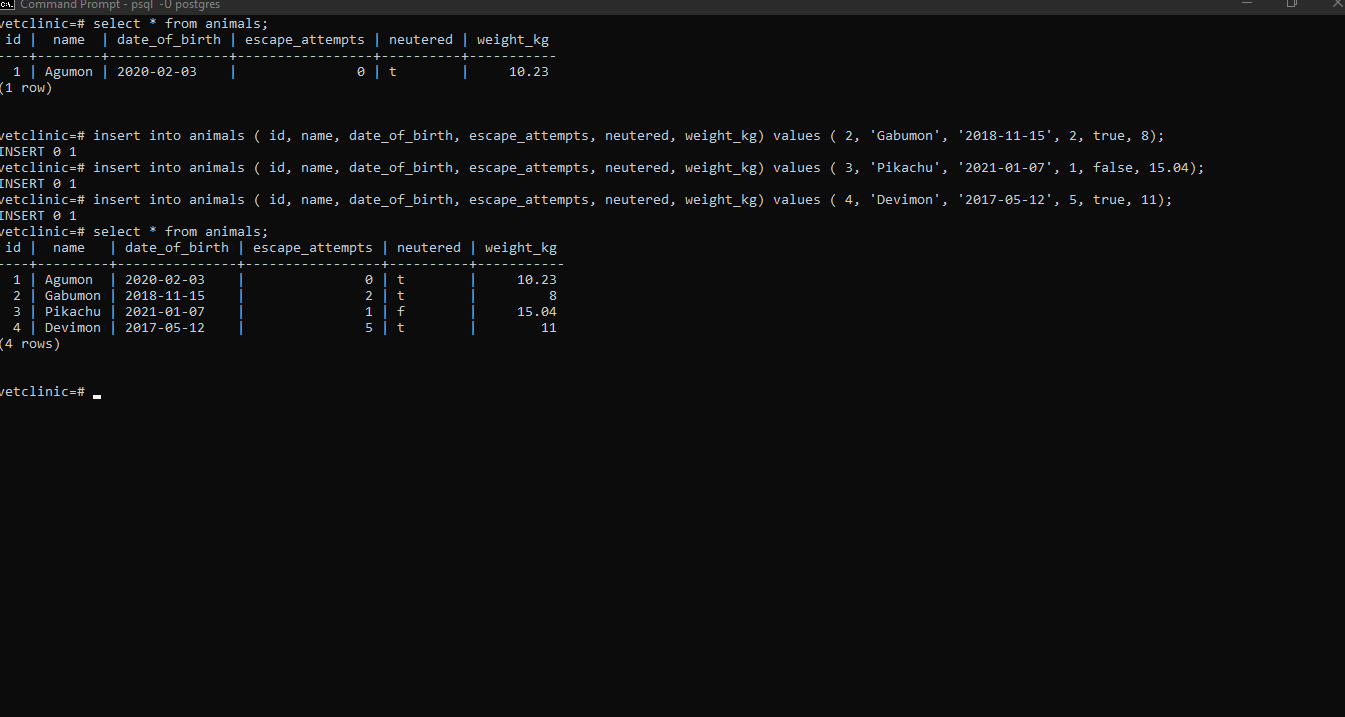 Command Prompt - psql -U postgres
vetclinic=# select * from animals;
 id |  name  | date_of_birth | escape_attempts | neutered | weight_kg
----+--------+---------------+-----------------+----------+-----------
  1 | Agumon | 2020-02-03    |               0 | t        |     10.23
(1 row)
vetclinic=# insert into animals ( id, name, date_of_birth, escape_attempts, neutered, weight_kg) values ( 2, 'Gabumon', '2018-11-15', 2, true, 8);
INSERT 0 1
vetclinic=# insert into animals ( id, name, date_of_birth, escape_attempts, neutered, weight_kg) values ( 3, 'Pikachu', '2021-01-07', 1, false, 15.04);
INSERT 0 1
vetclinic=# insert into animals ( id, name, date_of_birth, escape_attempts, neutered, weight_kg) values ( 4, 'Devimon', '2017-05-12', 5, true, 11);
INSERT 0 1
vetclinic=# select * from animals;
 id |  name   | date_of_birth | escape_attempts | neutered | weight_kg
----+---------+---------------+-----------------+----------+-----------
  1 | Agumon  | 2020-02-03    |               0 | t        |     10.23
  2 | Gabumon | 2018-11-15    |               2 | t        |         8
  3 | Pikachu | 2021-01-07    |               1 | f        |     15.04
  4 | Devimon | 2017-05-12    |               5 | t        |        11
(4 rows)
vetclinic=#